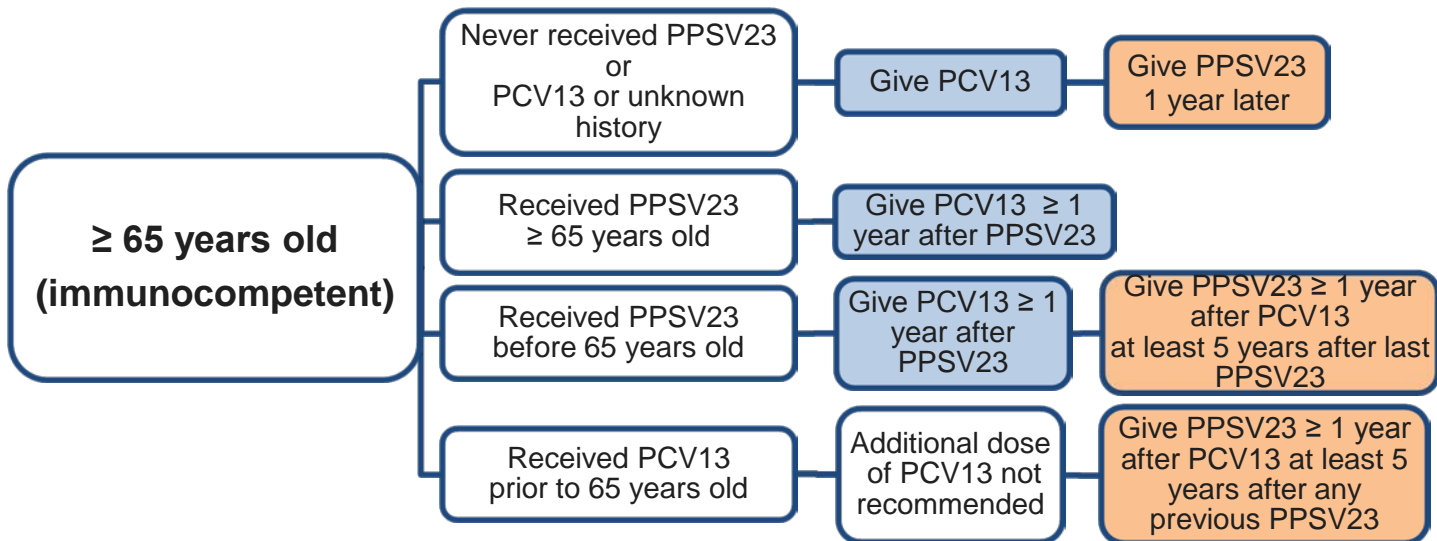 ≥ 65 years old
(immunocompetent)
Never received PPSV23
or
PCV13 or unknown
history
Give PCV13
Give PPSV23
1 year later
Received PPSV23
≥ 65 years old
Give PCV13 ≥ 1
year after PPSV23
Received PPSV23
before 65 years old
Give PCV13 ≥ 1
year after
PPSV23
Give PPSV23 ≥ 1 year
after PCV13
at least 5 years after last
PPSV23
Received PCV13
prior to 65 years old
Additional dose
of PCV13 not
recommended
Give PPSV23 ≥ 1 year
after PCV13 at least 5
years after any
previous PPSV23